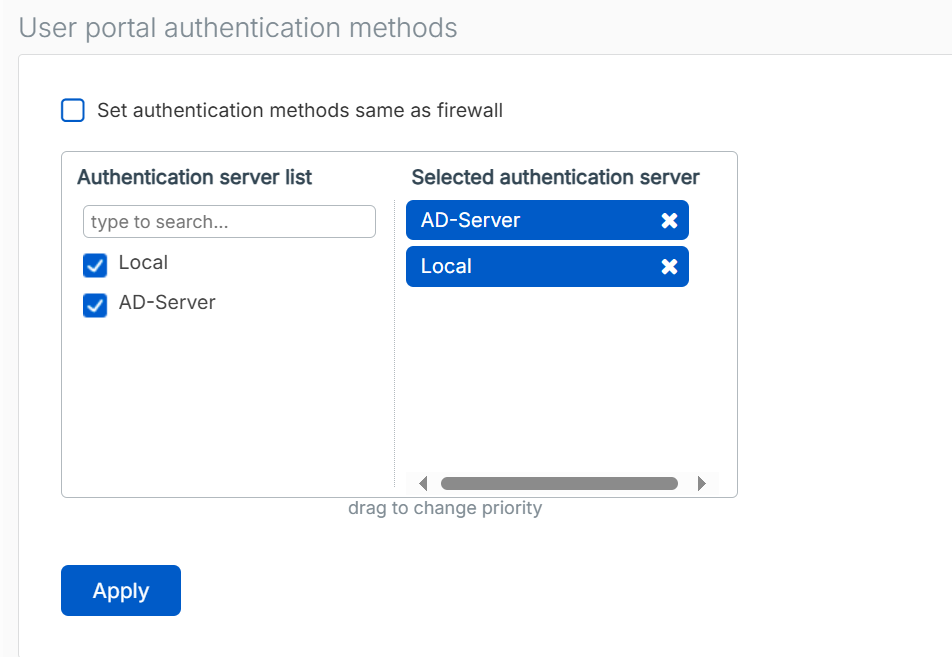 User portal authentication methods
Set authentication methods same as firewall
Authentication server list
type to search...
Local
AD-Server
Selected authentication server
AD-Server
Local
drag to change priority
Apply